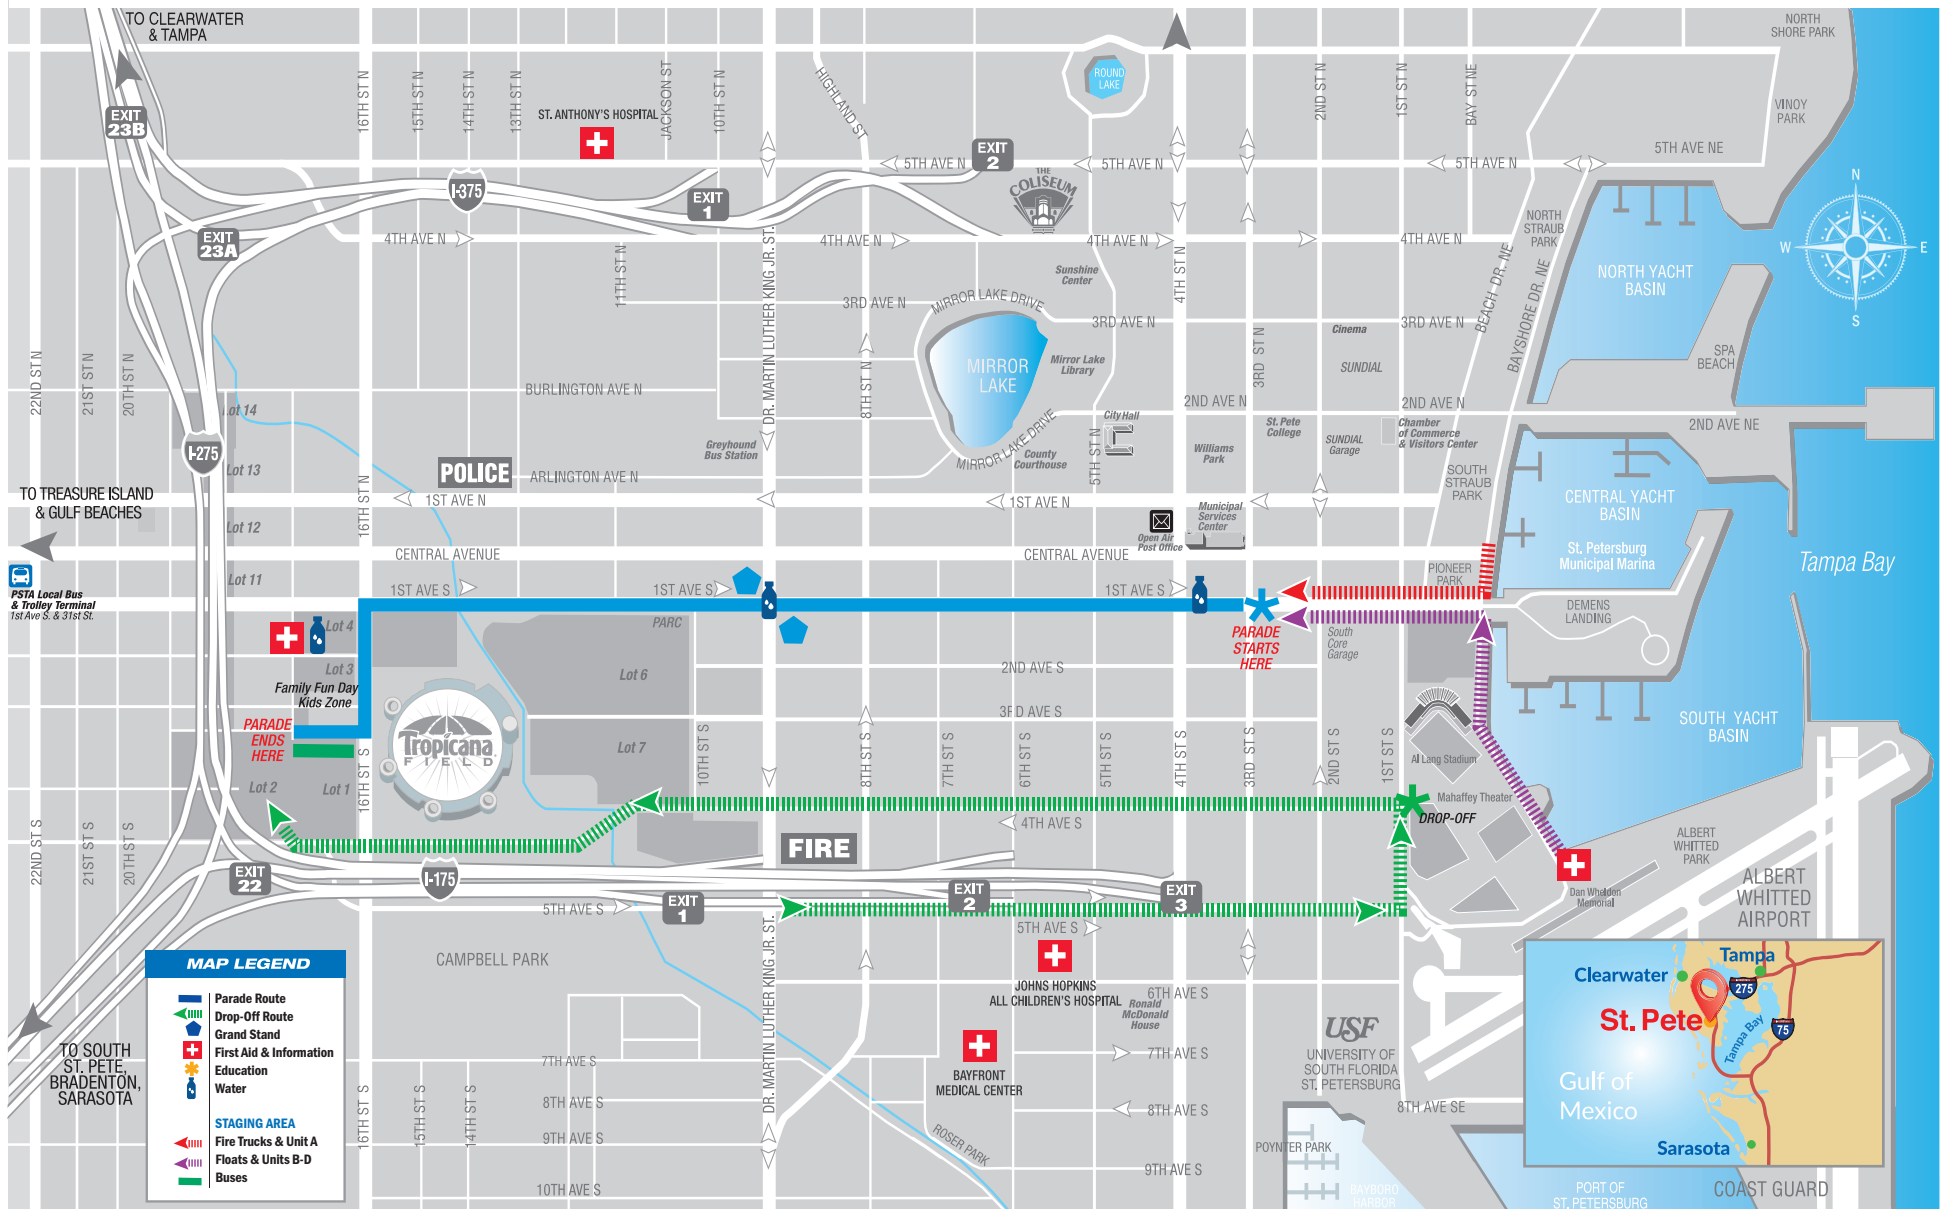 TO CLEARWATER
& TAMPA
EXIT
23B
16TH ST N
15TH ST N
14TH ST N
13TH ST N
ST. ANTHONY'S HOSPITAL
JACKSON ST
10TH ST N
HIGHLAND ST
ROUND
LAKE
2ND ST N
1ST ST N
BAY ST NE
NORTH
SHORE PARK
VINOY
PARK
5TH AVE N
EXIT
2
5TH AVE N
5TH AVE N
5TH AVE NE
I-375
EXIT
1
THE
COLISEUM
EXIT
23A
4TH AVE N
4TH AVE N
4TH AVE N
4TH AVE N
NORTH
STRAUB
PARK
N
W
E
S
11TH ST N
DR. MARTIN LUTHER KING JR. ST.
4TH ST N
Sunshine
Center
NORTH YACHT
BASIN
BEACH DR. NE
BAYSHORE DR. NE
3RD AVE N
MIRROR LAKE DRIVE
3RD AVE N
3RD AVE N
3RD ST N
Cinema
SUNDIAL
MIRROR
LAKE
Mirror Lake
Library
SPA
BEACH
22ND ST N
21ST ST N
20TH ST N
BURLINGTON AVE N
8TH ST N
2ND AVE N
2ND AVE N
2ND AVE NE
Lot 14
City Hall
St. Pete
College
SUNDIAL
Garage
Chamber
of Commerce
& Visitors Center
I-275
Greyhound
Bus Station
MIRROR LAKE DRIVE
County
Courthouse
5TH ST N
Williams
Park
POLICE
Lot 13
ARLINGTON AVE N
SOUTH
STRAUB
PARK
16TH ST N
TO TREASURE ISLAND
& GULF BEACHES
1ST AVE N
1ST AVE N
CENTRAL YACHT
BASIN
Municipal
Services
Center
Lot 12
Open Air
Post Office
CENTRAL AVENUE
CENTRAL AVENUE
St. Petersburg
Municipal Marina
Tampa Bay
PIONEER
PARK
Lot 11
PSTA Local Bus
& Trolley Terminal
1st Ave S. & 31st St.
1ST AVE S
1ST AVE S
1ST AVE S
DEMENS
LANDING
Lot 4
PARC
PARADE
STARTS
HERE
South
Core
Garage
Lot 3
Lot 6
2ND AVE S
Family Fun Day
Kids Zone
3RD AVE S
SOUTH YACHT
BASIN
PARADE
ENDS
HERE
Tropicana
FIELD
Lot 7
10TH ST S
8TH ST S
7TH ST S
6TH ST S
5TH ST S
4TH ST S
3RD ST S
2ND ST S
1ST ST S
Al Lang Stadium
Lot 2
Lot 1
16TH ST S
Mahaffey Theater
DROP-OFF
4TH AVE S
FIRE
ALBERT
WHITTED
PARK
22ND ST S
21ST ST S
20TH ST S
EXIT
22
I-175
EXIT
1
EXIT
2
EXIT
3
Dan Wheldon
Memorial
ALBERT
WHITTED
AIRPORT
5TH AVE S
5TH AVE S
DR. MARTIN LUTHER KING JR. ST.
CAMPBELL PARK
JOHNS HOPKINS
ALL CHILDREN'S HOSPITAL
6TH AVE S
Ronald
McDonald
House
USF
UNIVERSITY OF
SOUTH FLORIDA
ST. PETERSBURG
7TH AVE S
7TH AVE S
BAYFRONT
MEDICAL CENTER
8TH AVE S
8TH AVE S
8TH AVE SE
TO SOUTH
ST. PETE,
BRADENTON,
SARASOTA
16TH ST S
15TH ST S
14TH ST S
9TH AVE S
ROSER PARK
9TH AVE S
POYNTER PARK
10TH AVE S
BAYBORO
HARBOR
PORT OF
ST. PETERSBURG
COAST GUARD
MAP LEGEND
Parade Route
Drop-Off Route
Grand Stand
First Aid & Information
Education
Water
STAGING AREA
Fire Trucks & Unit A
Floats & Units B-D
Buses
Tampa
Clearwater
275
St. Pete
75
Tampa Bay
Gulf of
Mexico
Sarasota